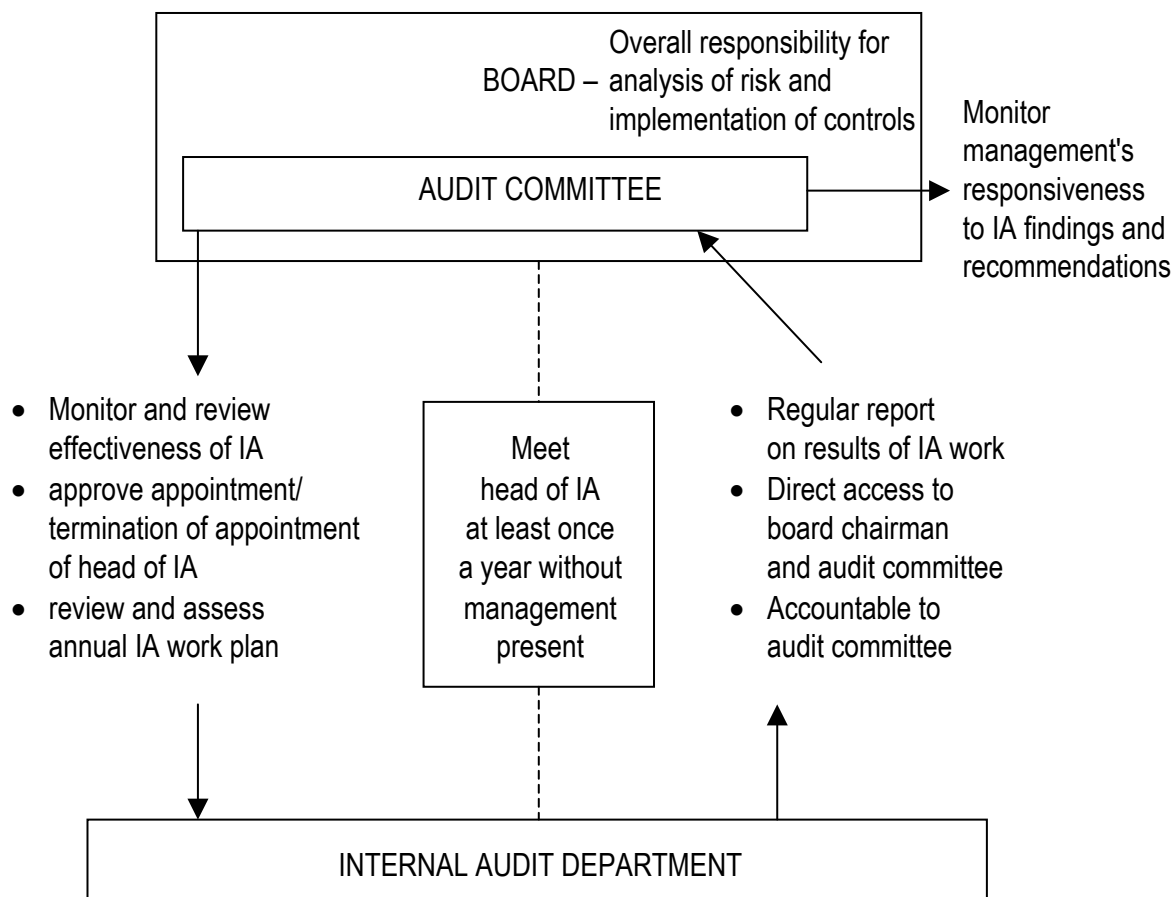 Overall responsibility for
BOARD – analysis of risk and
implementation of controls
AUDIT COMMITTEE
Monitor
management's
responsiveness
to IA findings and
recommendations
• Monitor and review
effectiveness of IA
• approve appointment/
termination of appointment
of head of IA
• review and assess
annual IA work plan
Meet
head of IA
at least once
a year without
management
present
• Regular report
on results of IA work
• Direct access to
board chairman
and audit committee
• Accountable to
audit committee
INTERNAL AUDIT DEPARTMENT